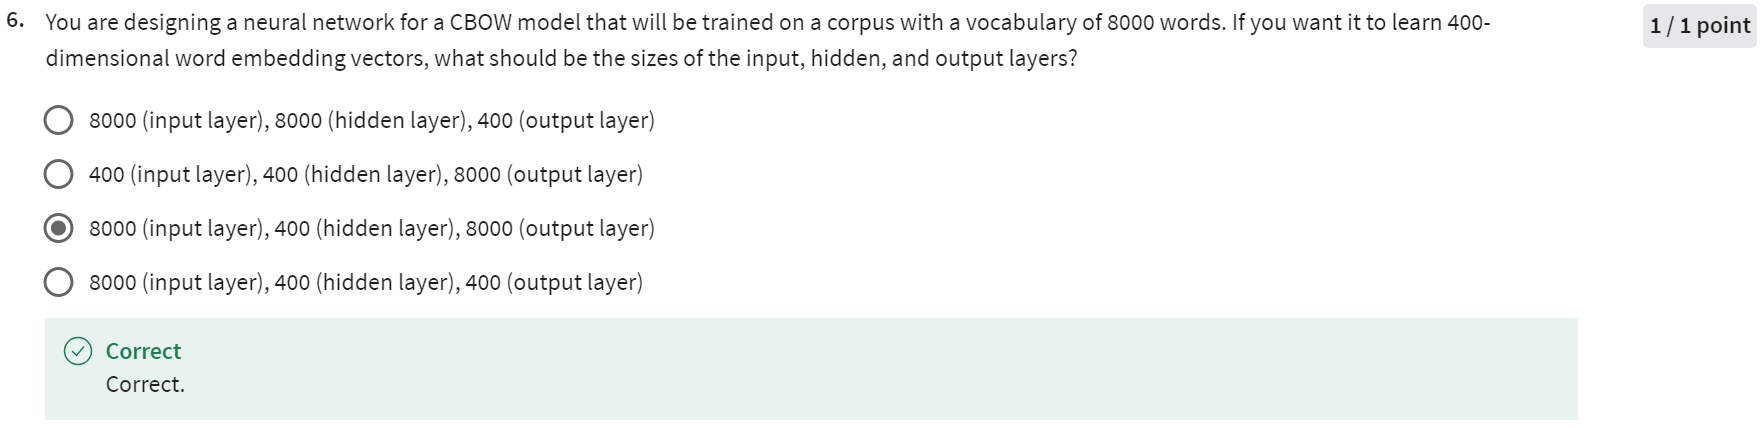 6. You are designing a neural network for a CBOW model that will be trained on a corpus with a vocabulary of 8000 words. If you want it to learn 400-
1 / 1 point
dimensional word embedding vectors, what should be the sizes of the input, hidden, and output layers?
8000 (input layer), 8000 (hidden layer), 400 (output layer)
400 (input layer), 400 (hidden layer), 8000 (output layer)
8000 (input layer), 400 (hidden layer), 8000 (output layer)
8000 (input layer), 400 (hidden layer), 400 (output layer)
Correct
Correct.